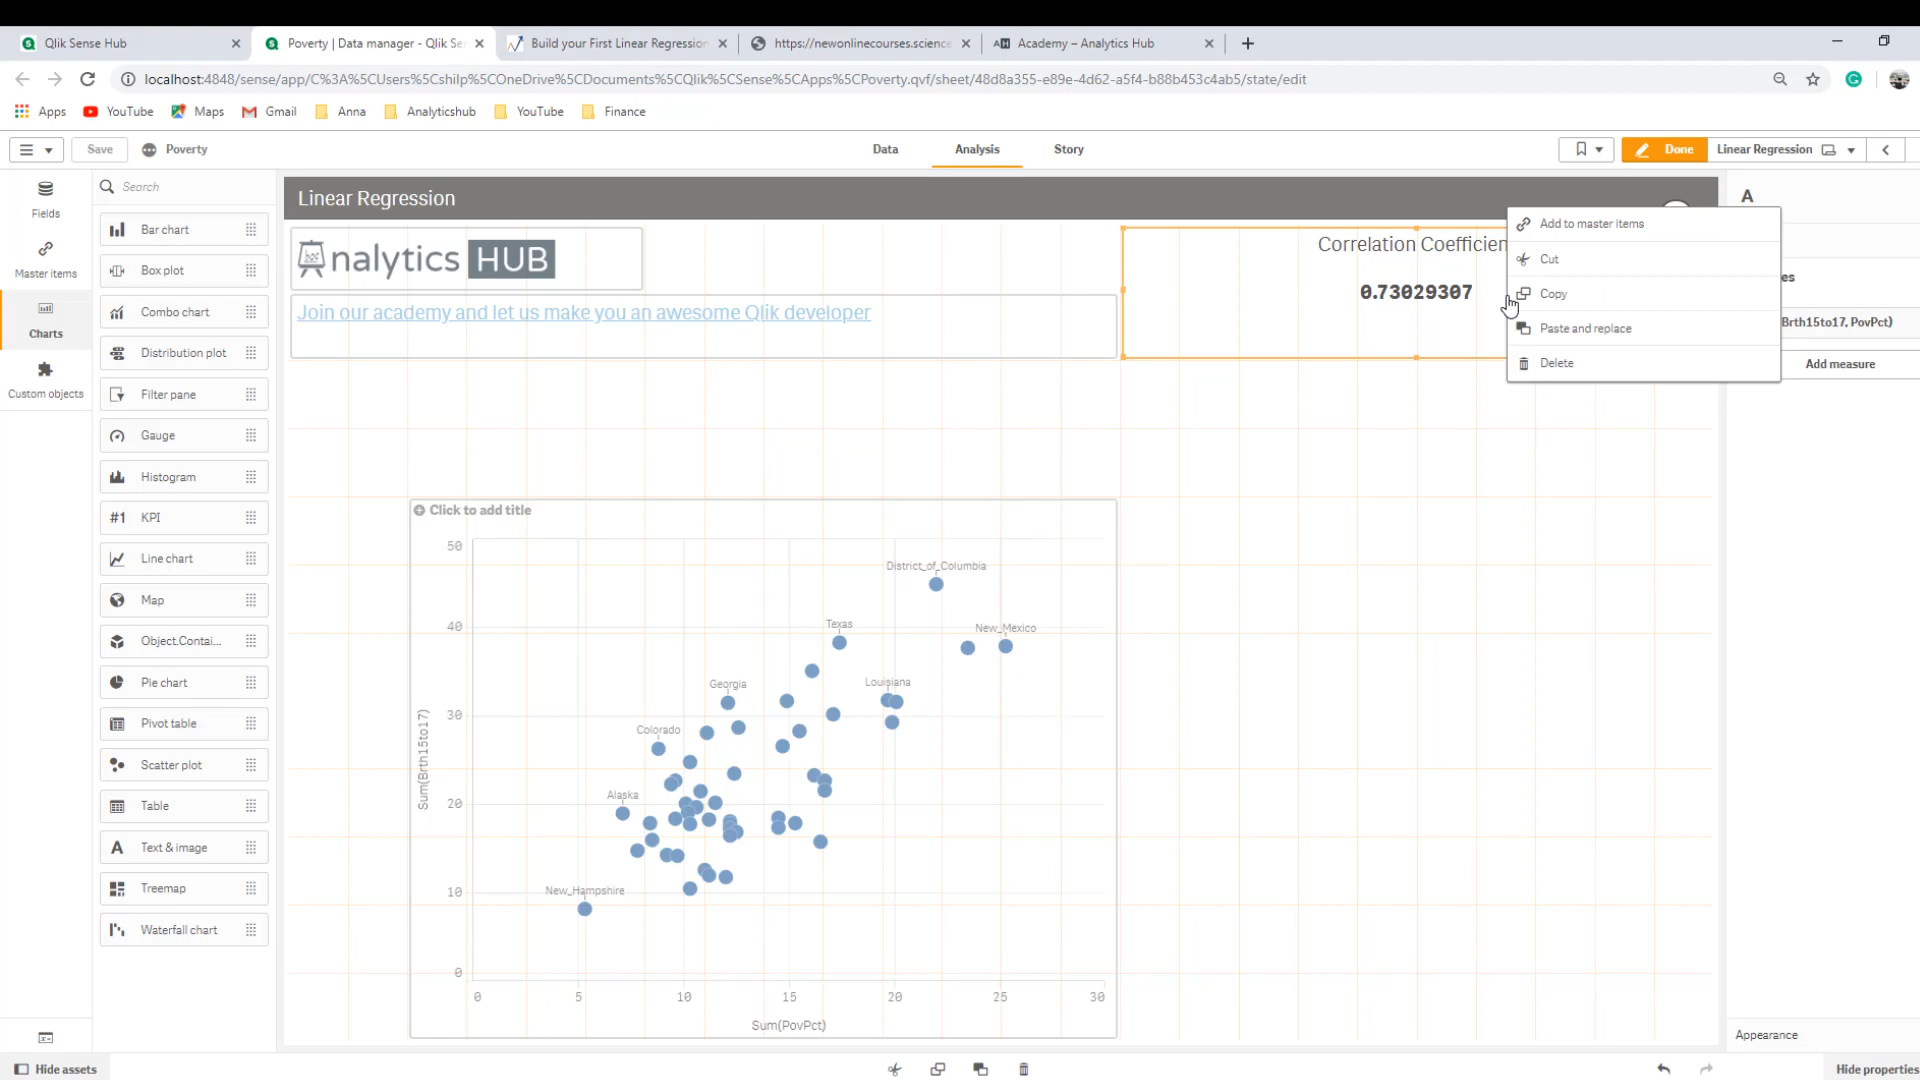 Qlik Sense Hub
Poverty | Data manager - Qlik Se
Build your First Linear Regression
https://newonlinecourses.science
Academy – Analytics Hub
localhost:4848/sense/app/C%3A%5CUsers%5Cshilp%5COneDrive%5CDocuments%5CQlik%5CSense%5CApps%5CPoverty.qvf/sheet/48d8a355-e89e-4d62-a5f4-b88b453c4ab5/state/edit
Apps
YouTube
Maps
Gmail
Anna
Analyticshub
YouTube
Finance
Save
Poverty
Data
Analysis
Story
Done
Linear Regression
Fields
Master items
Charts
Custom objects
Search
Bar chart
Box plot
Combo chart
Distribution plot
Filter pane
Gauge
Histogram
#1 KPI
Line chart
Map
Object.Contai...
Pie chart
Pivot table
Scatter plot
Table
A Text & image
Treemap
Waterfall chart
Linear Regression
Analytics HUB
Join our academy and let us make you an awesome Qlik developer
Correlation Coefficien
0.73029307
Add to master items
Cut
Copy
Paste and replace
Delete
A
es
Brth15to17, PovPct)
Add measure
Click to add title
50
40
30
20
10
0
Sum(Brth15to17)
District_of_Columbia
Texas
New_Mexico
Georgia
Louisiana
Colorado
Alaska
New_Hampshire
0
5
10
15
20
25
30
Sum(PovPct)
Appearance
Hide assets
Hide properties